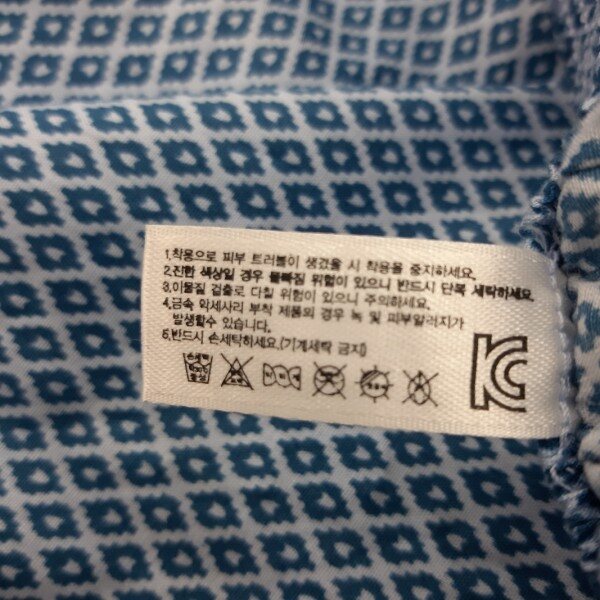 1.착용으로 피부 트러블이 생겼을 시 착용을 중지하세요.
2.진한 색상일 경우 물빠짐 위험이 있으니 반드시 단독 세탁하세요.
3.이물질 걸출로 다칠 위험이 있으니 주의하세요.
4.금속 악세사리 부착 제품의 경우 녹 및 피부알러지가
발생할수 있습니다.
5.반드시 손세탁하세요.(기계세탁 금지)
손세탁